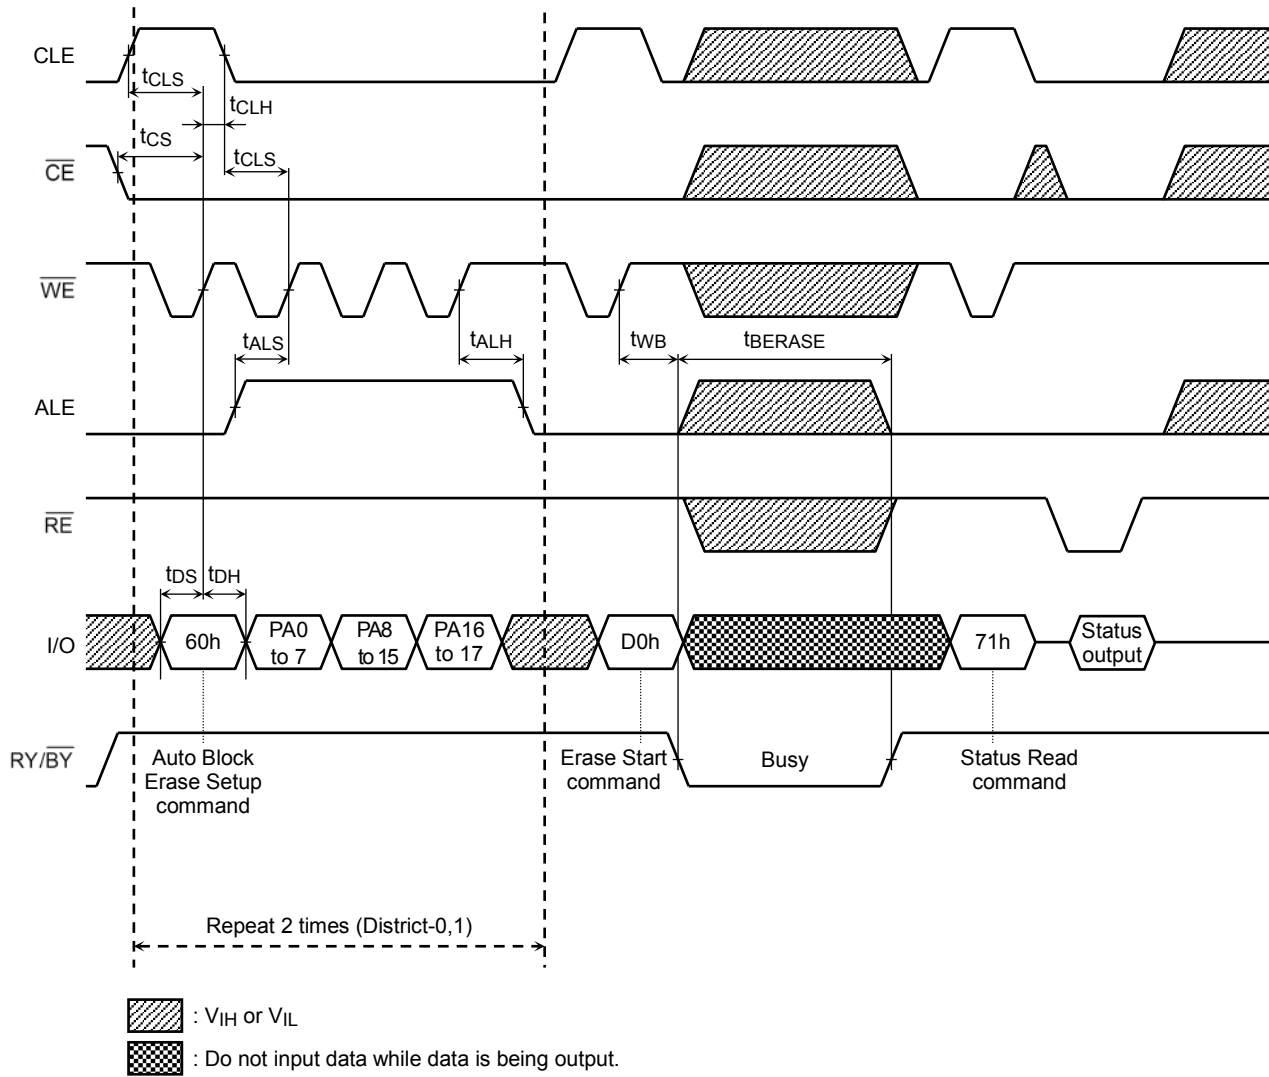 CLE
tCLS
tCLH
tCS
tCLS
CE
WE
tALS
tALH
tWB
tBERASE
ALE
RE
tDS
tDH
I/O
60h
PA0
to 7
PA8
to 15
PA16
to 17
D0h
71h
Status
output
RY/BY
Auto Block
Erase Setup
command
Erase Start
command
Busy
Status Read
command
Repeat 2 times (District-0,1)
: VIH or VIL
: Do not input data while data is being output.